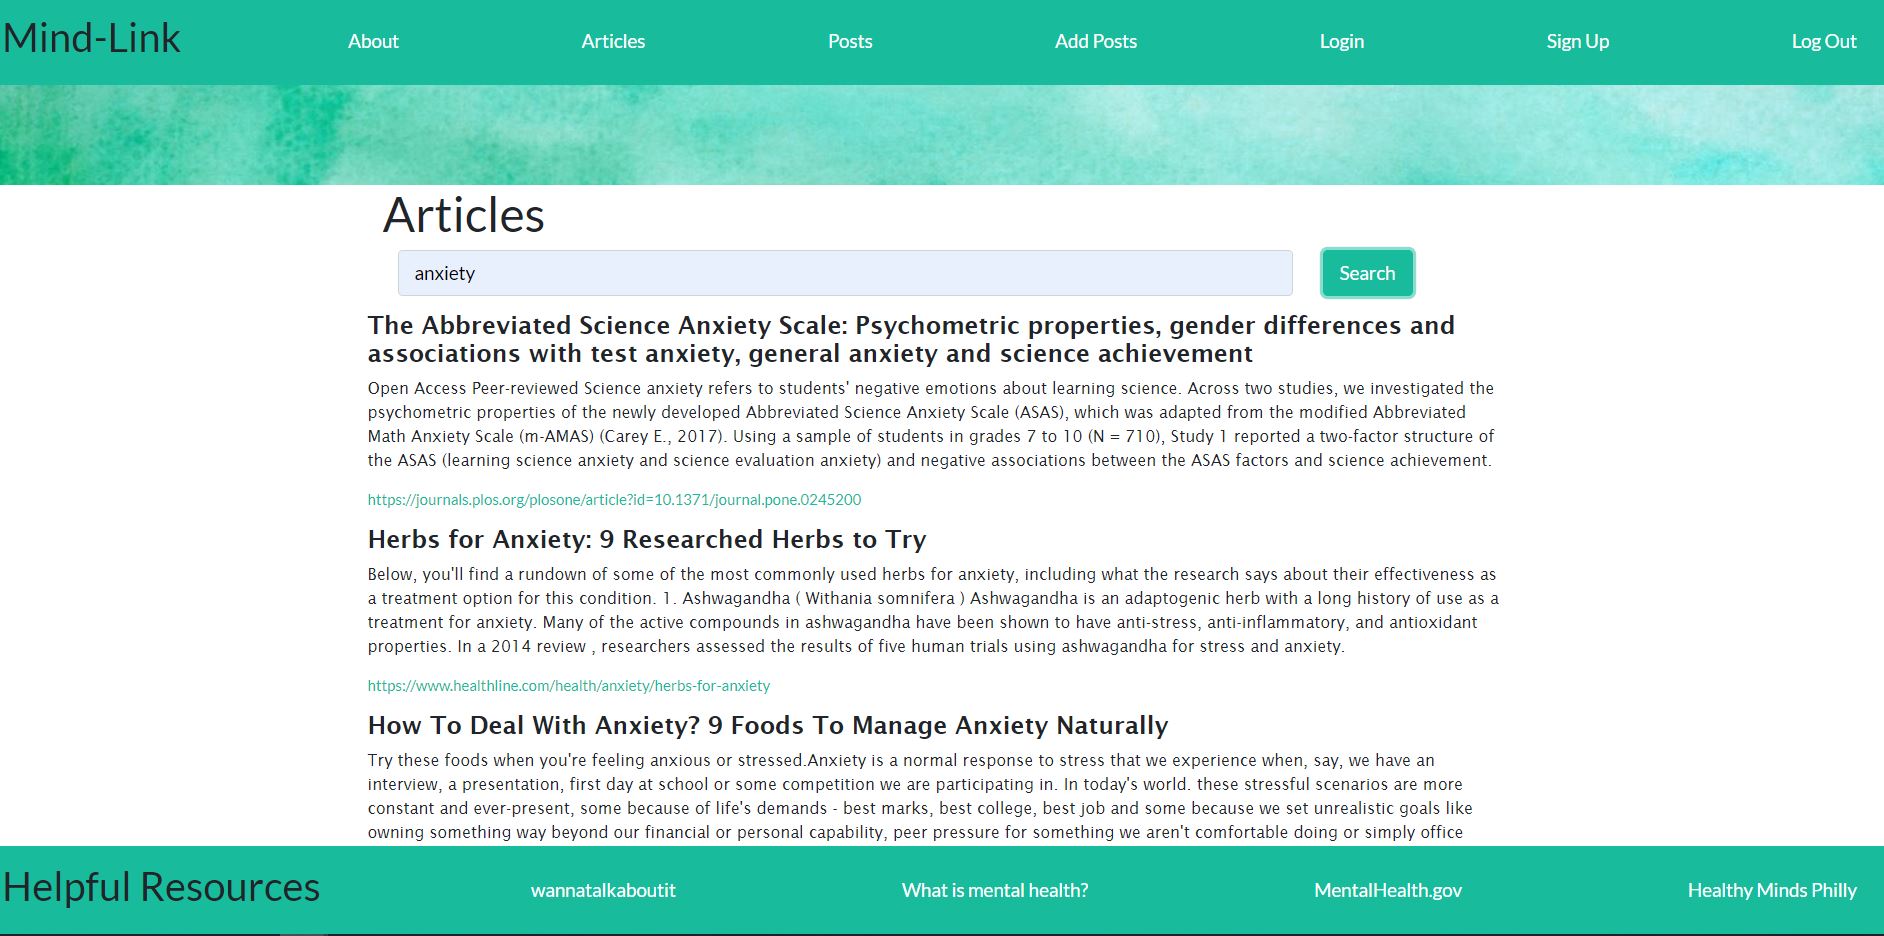 Mind-Link
About
Articles
Posts
Add Posts
Login
Sign Up
Log Out
Articles
anxiety
Search
The Abbreviated Science Anxiety Scale: Psychometric properties, gender differences and
associations with test anxiety, general anxiety and science achievement
Open Access Peer-reviewed Science anxiety refers to students' negative emotions about learning science. Across two studies, we investigated the
psychometric properties of the newly developed Abbreviated Science Anxiety Scale (ASAS), which was adapted from the modified Abbreviated
Math Anxiety Scale (m-AMAS) (Carey E., 2017). Using a sample of students in grades 7 to 10 (N = 710), Study 1 reported a two-factor structure of
the ASAS (learning science anxiety and science evaluation anxiety) and negative associations between the ASAS factors and science achievement.
https://journals.plos.org/plosone/article?id=10.1371/journal.pone.0245200
Herbs for Anxiety: 9 Researched Herbs to Try
Below, you'll find a rundown of some of the most commonly used herbs for anxiety, including what the research says about their effectiveness as
a treatment option for this condition. 1. Ashwagandha ( Withania somnifera ) Ashwagandha is an adaptogenic herb with a long history of use as a
treatment for anxiety. Many of the active compounds in ashwagandha have been shown to have anti-stress, anti-inflammatory, and antioxidant
properties. In a 2014 review , researchers assessed the results of five human trials using ashwagandha for stress and anxiety.
https://www.healthline.com/health/anxiety/herbs-for-anxiety
How To Deal With Anxiety? 9 Foods To Manage Anxiety Naturally
Try these foods when you're feeling anxious or stressed.Anxiety is a normal response to stress that we experience when, say, we have an
interview, a presentation, first day at school or some competition we are participating in. In today's world. these stressful scenarios are more
constant and ever-present, some because of life's demands - best marks, best college, best job and some because we set unrealistic goals like
owning something way beyond our financial or personal capability, peer pressure for something we aren't comfortable doing or simply office
Helpful Resources
wannatalkaboutit
What is mental health?
MentalHealth.gov
Healthy Minds Philly